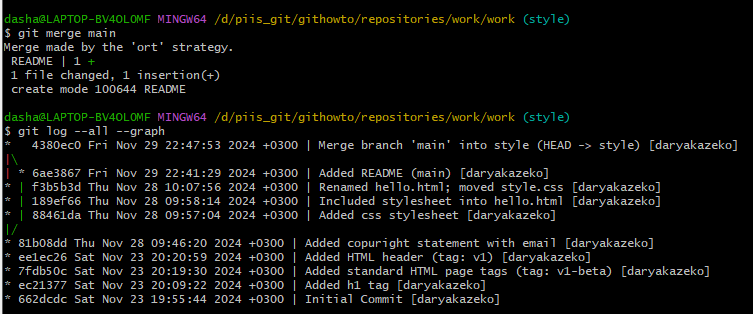 dasha@LAPTOP-BV4OLOMF MINGW64 /d/piis_git/githowto/repositories/work/work (style)
$ git merge main
Merge made by the 'ort' strategy.
 README | 1 +
 1 file changed, 1 insertion(+)
 create mode 100644 README
dasha@LAPTOP-BV4OLOMF MINGW64 /d/piis_git/githowto/repositories/work/work (style)
$ git log --all --graph
*   4380ec0 Fri Nov 29 22:47:53 2024 +0300 | Merge branch 'main' into style (HEAD -> style) [daryakazeko]
|\
| * 6ae3867 Fri Nov 29 22:41:29 2024 +0300 | Added README (main) [daryakazeko]
* | f3b5b3d Thu Nov 28 10:07:56 2024 +0300 | Renamed hello.html; moved style.css [daryakazeko]
* | 189ef66 Thu Nov 28 09:58:14 2024 +0300 | Included stylesheet into hello.html [daryakazeko]
* | 88461da Thu Nov 28 09:57:04 2024 +0300 | Added css stylesheet [daryakazeko]
|/
* 81b08dd Thu Nov 28 09:46:20 2024 +0300 | Added copuright statement with email [daryakazeko]
* ee1ec26 Sat Nov 23 20:20:59 2024 +0300 | Added HTML header (tag: v1) [daryakazeko]
* 7fdb50c Sat Nov 23 20:19:30 2024 +0300 | Added standard HTML page tags (tag: v1-beta) [daryakazeko]
* ec21377 Sat Nov 23 20:09:22 2024 +0300 | Added h1 tag [daryakazeko]
* 662dcdc Sat Nov 23 19:55:44 2024 +0300 | Initial Commit [daryakazeko]